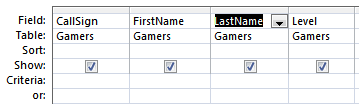 Field: CallSign FirstName LastName Level
Table: Gamers Gamers Gamers Gamers
Sort:
Show:
Criteria:
or: